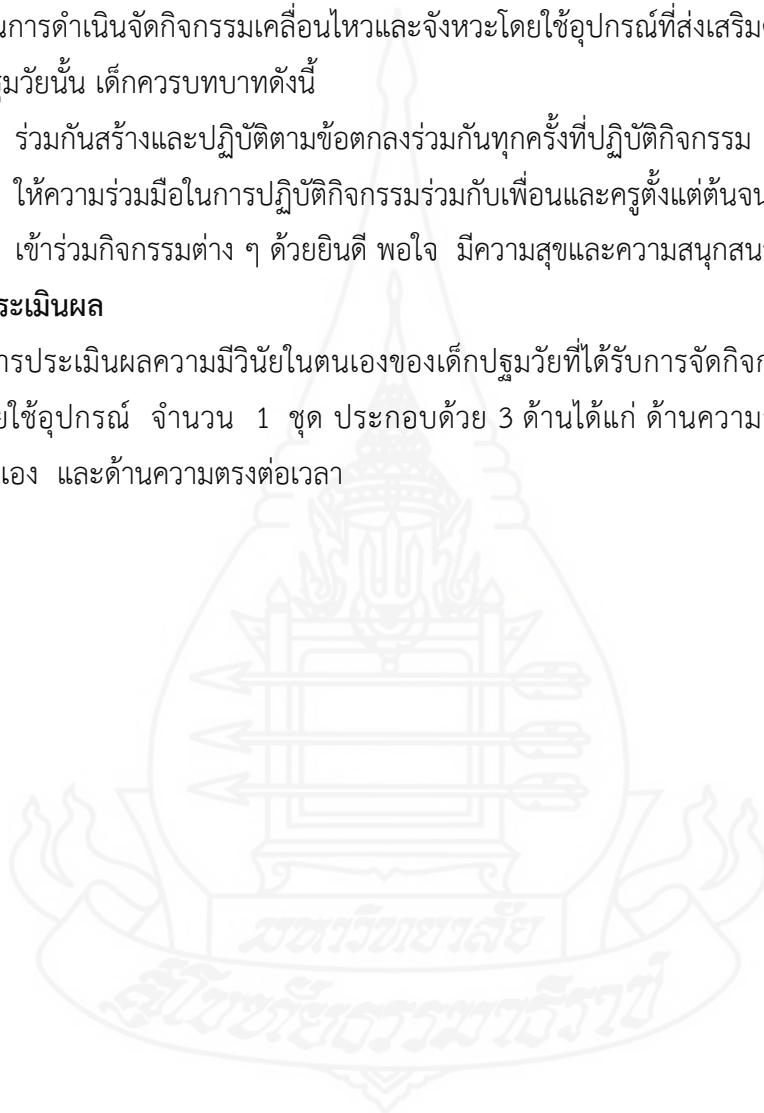 นการดำเนินจัดกิจกรรมเคลื่อนไหวและจังหวะโดยใช้อุปกรณ์ที่ส่งเสริม
มวัยนั้น เด็กควรบทบาทดังนี้
ร่วมกันสร้างและปฏิบัติตามข้อตกลงร่วมกันทุกครั้งที่ปฏิบัติกิจกรรม
ให้ความร่วมมือในการปฏิบัติกิจกรรมร่วมกับเพื่อนและครูตั้งแต่ต้นจน
เข้าร่วมกิจกรรมต่าง ๆ ด้วยยินดี พอใจ มีความสุขและความสนุกสน
ระเมินผล
ารประเมินผลความมีวินัยในตนเองของเด็กปฐมวัยที่ได้รับการจัดกิจก
ยใช้อุปกรณ์ จำนวน 1 ชุด ประกอบด้วย 3 ด้านได้แก่ ด้านความ
เอง และด้านความตรงต่อเวลา
มหาวิทยาลัย
สุโขทัยธรรมาธิราช